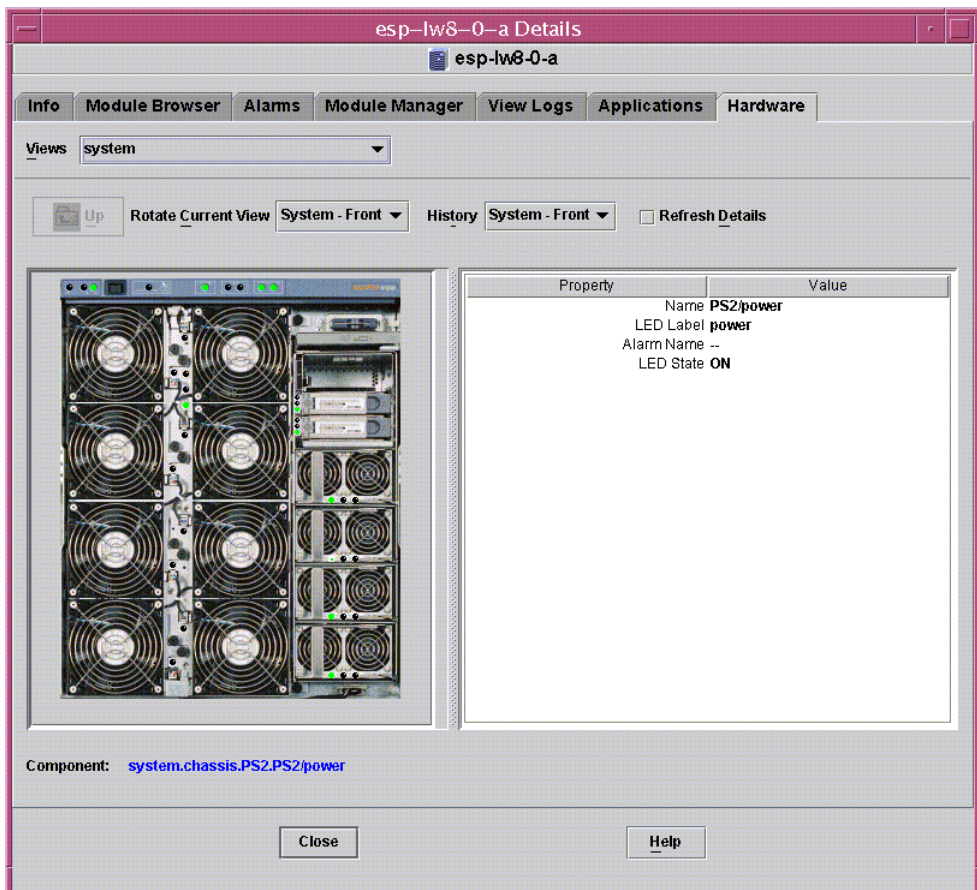 esp–lw8–0–a Details
esp-lw8-0-a
Info Module Browser Alarms Module Manager View Logs Applications Hardware
Views system
Up Rotate Current View System - Front History System - Front Refresh Details
Property Value
Name PS2/power
LED Label power
Alarm Name --
LED State ON
Component: system.chassis.PS2.PS2/power
Close Help